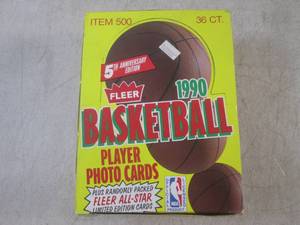 ITEM 500
36 CT.
5TH ANNIVERSARY
EDITION
FLEER
1990
BASKETBALL
PLAYER
PHOTO CARDS
PLUS RANDOMLY PACKED
FLEER ALL-STAR
LIMITED EDITION CARDS
NBA